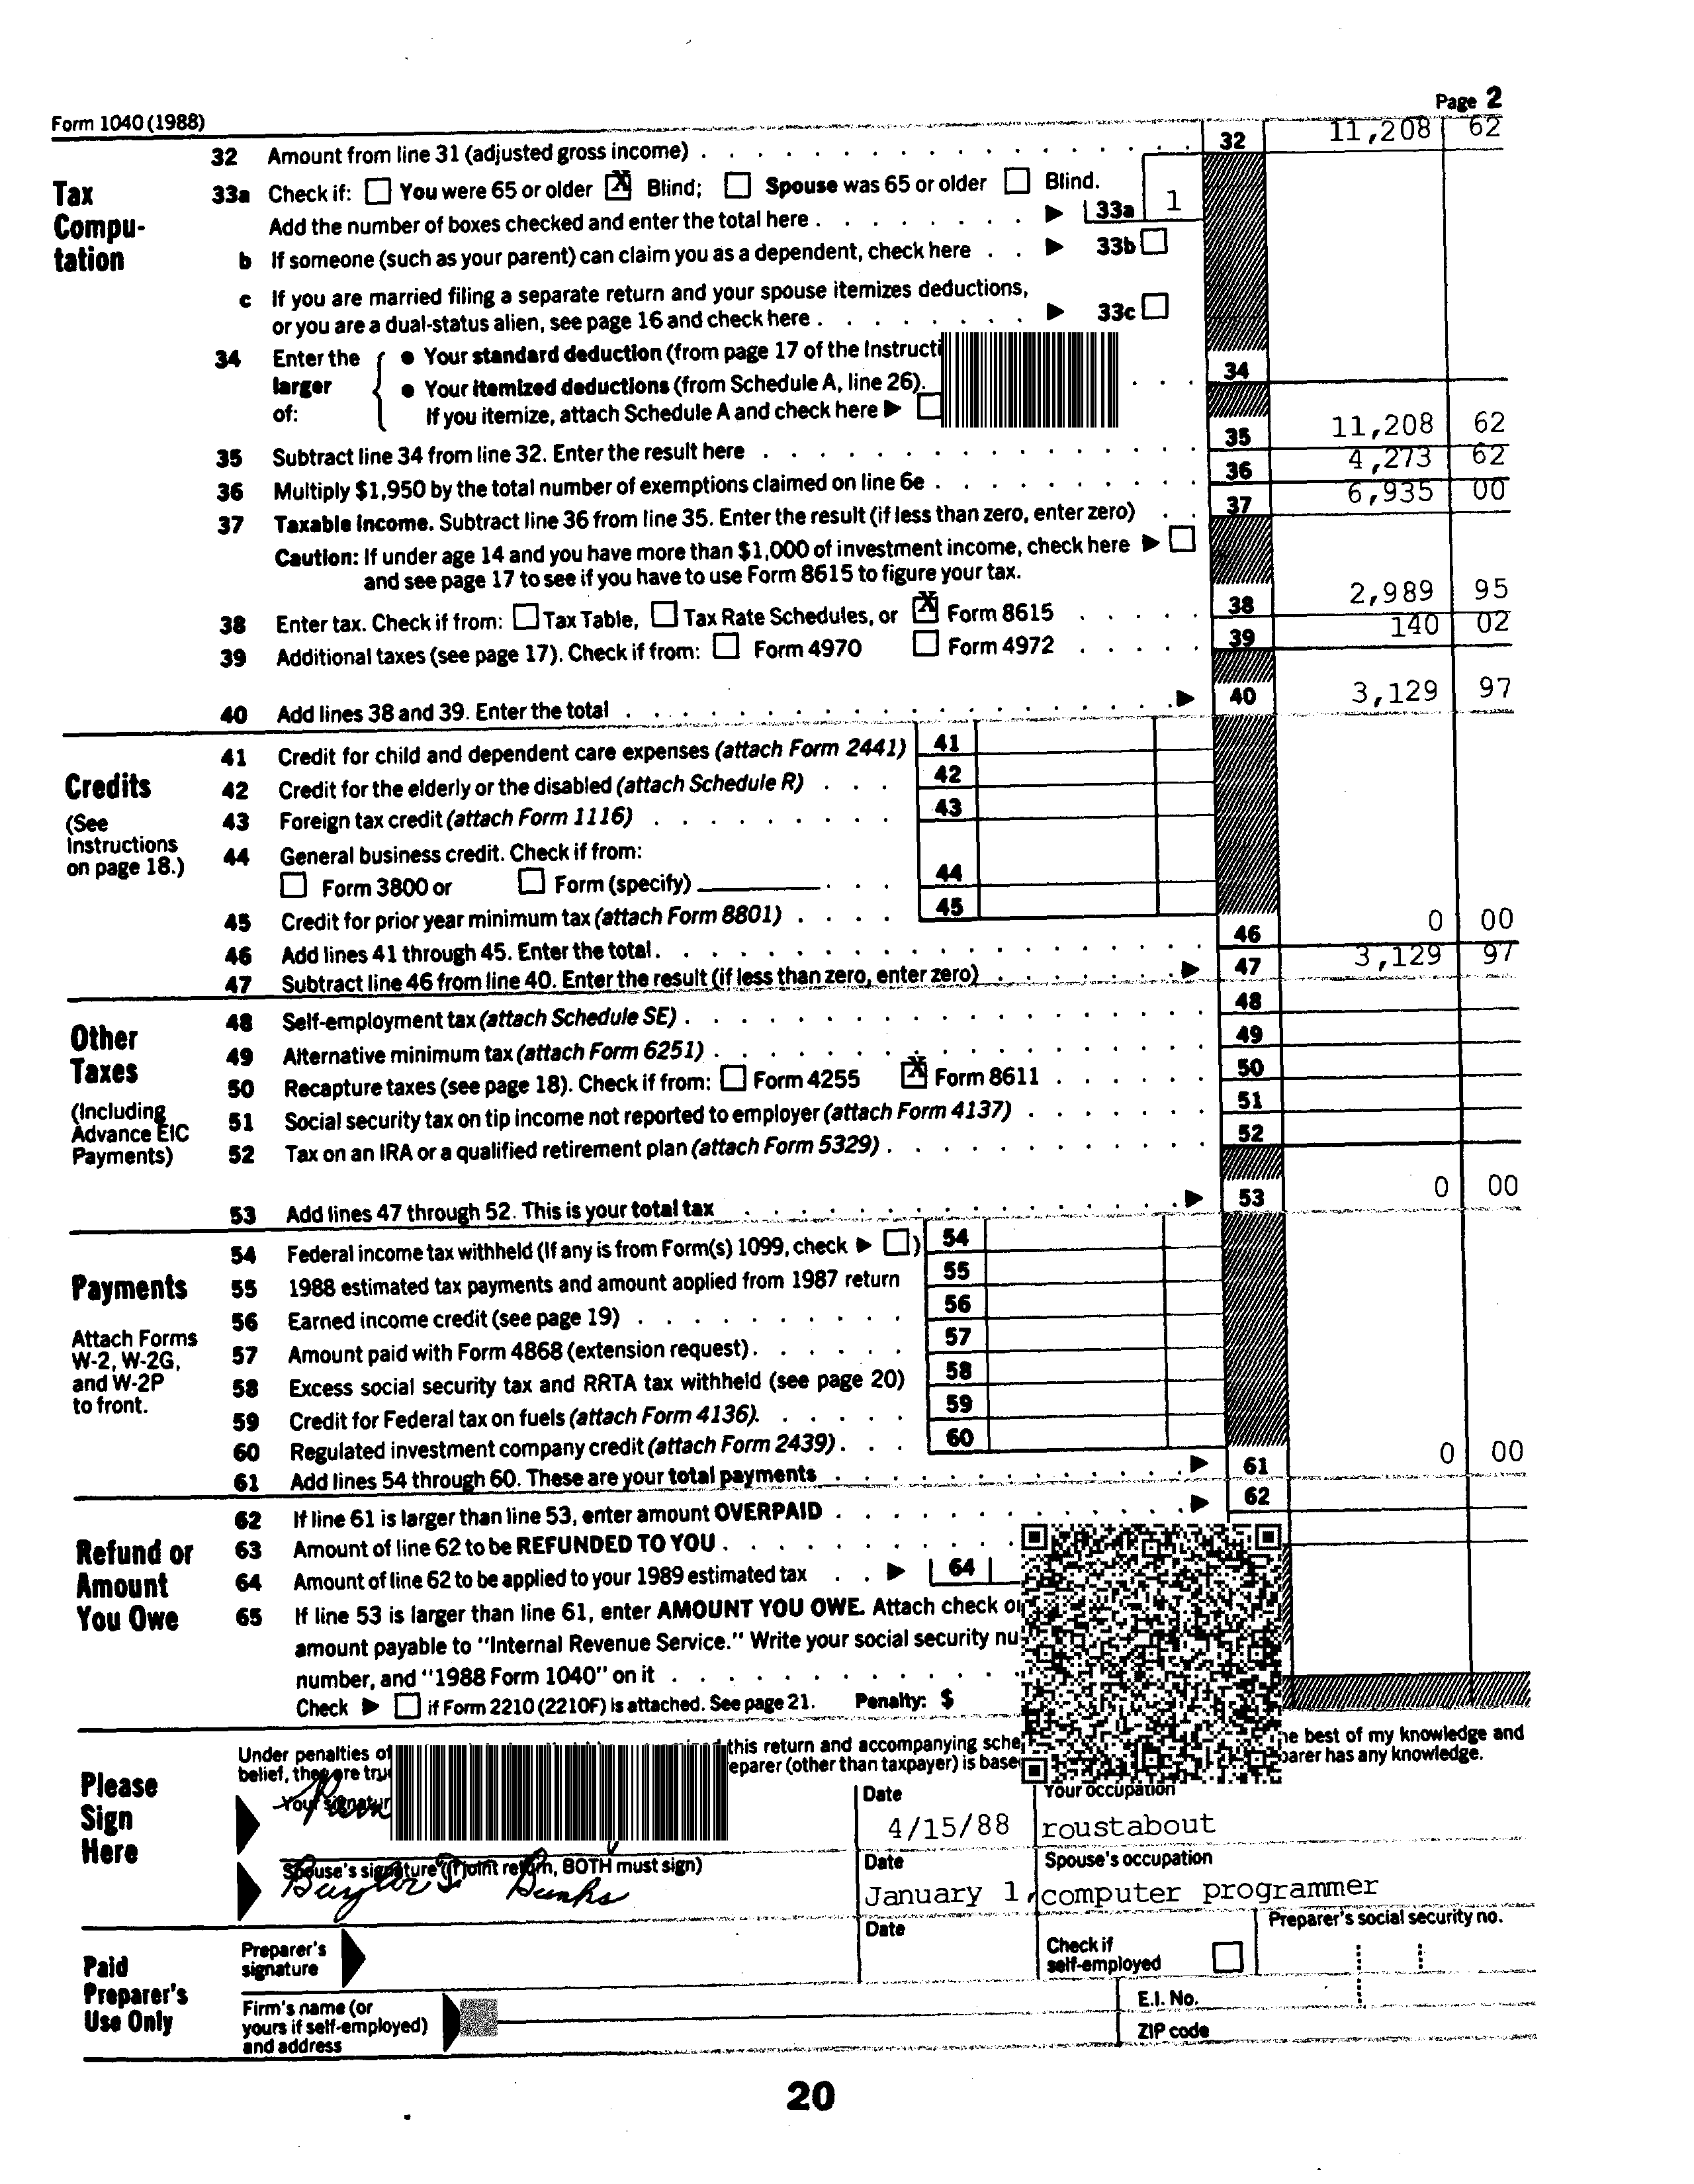 Form 1040 (1988)
Page 2
32 Amount from line 31 (adjusted gross income) . . . 32 11,208 62
Tax Compu- tation
33a Check if: You were 65 or older X Blind; Spouse was 65 or older Blind.
Add the number of boxes checked and enter the total here . . . 33a 1
b If someone (such as your parent) can claim you as a dependent, check here . . 33b
c If you are married filing a separate return and your spouse itemizes deductions,
or you are a dual-status alien, see page 16 and check here . . . 33c
34 Enter the larger of:
• Your standard deduction (from page 17 of the Instructi
• Your itemized deductions (from Schedule A, line 26). . . . 34
If you itemize, attach Schedule A and check here
35 Subtract line 34 from line 32. Enter the result here . . . 35 11,208 62
36 Multiply $1,950 by the total number of exemptions claimed on line 6e . . . 36 4,273 62
37 Taxable income. Subtract line 36 from line 35. Enter the result (if less than zero, enter zero) . . 37 6,935 00
Caution: If under age 14 and you have more than $1,000 of investment income, check here
and see page 17 to see if you have to use Form 8615 to figure your tax.
38 Enter tax. Check if from: Tax Table, Tax Rate Schedules, or X Form 8615 . . . 38 2,989 95
39 Additional taxes (see page 17). Check if from: Form 4970 Form 4972 . . . 39 140 02
40 Add lines 38 and 39. Enter the total . . . 40 3,129 97
Credits
(See Instructions on page 18.)
41 Credit for child and dependent care expenses (attach Form 2441) 41
42 Credit for the elderly or the disabled (attach Schedule R) . . . 42
43 Foreign tax credit (attach Form 1116) . . . 43
44 General business credit. Check if from:
Form 3800 or Form (specify) . . . 44
45 Credit for prior year minimum tax (attach Form 8801) . . . 45
46 Add lines 41 through 45. Enter the total . . . 46 0 00
47 Subtract line 46 from line 40. Enter the result (if less than zero, enter zero) . . . 47 3,129 97
Other Taxes
(Including Advance EIC Payments)
48 Self-employment tax (attach Schedule SE) . . . 48
49 Alternative minimum tax (attach Form 6251) . . . 49
50 Recapture taxes (see page 18). Check if from: Form 4255 X Form 8611 . . . 50
51 Social security tax on tip income not reported to employer (attach Form 4137) . . . 51
52 Tax on an IRA or a qualified retirement plan (attach Form 5329) . . . 52
53 Add lines 47 through 52. This is your total tax . . . 53 0 00
Payments
Attach Forms W-2, W-2G, and W-2P to front.
54 Federal income tax withheld (If any is from Form(s) 1099, check ) 54
55 1988 estimated tax payments and amount applied from 1987 return 55
56 Earned income credit (see page 19) . . . 56
57 Amount paid with Form 4868 (extension request) . . . 57
58 Excess social security tax and RRTA tax withheld (see page 20) 58
59 Credit for Federal tax on fuels (attach Form 4136). . . . 59
60 Regulated investment company credit (attach Form 2439) . . . 60
61 Add lines 54 through 60. These are your total payments . . . 61 0 00
Refund or Amount You Owe
62 If line 61 is larger than line 53, enter amount OVERPAID . . . 62
63 Amount of line 62 to be REFUNDED TO YOU . . .
64 Amount of line 62 to be applied to your 1989 estimated tax . . 64
65 If line 53 is larger than line 61, enter AMOUNT YOU OWE. Attach check or
amount payable to "Internal Revenue Service." Write your social security nu
number, and "1988 Form 1040" on it . . .
Check if Form 2210 (2210F) is attached. See page 21. Penalty: $
Please Sign Here
Under penalties of this return and accompanying sche he best of my knowledge and
belief, they are tru eparer (other than taxpayer) is base parer has any knowledge.
Your signatur Date Your occupation
4/15/88 roustabout
Spouse's signature (if joint return, BOTH must sign) Date Spouse's occupation
January 1, computer programmer
Paid Preparer's Use Only
Preparer's signature Date Check if self-employed Preparer's social security no.
Firm's name (or yours if self-employed) and address E.I. No.
ZIP code
20